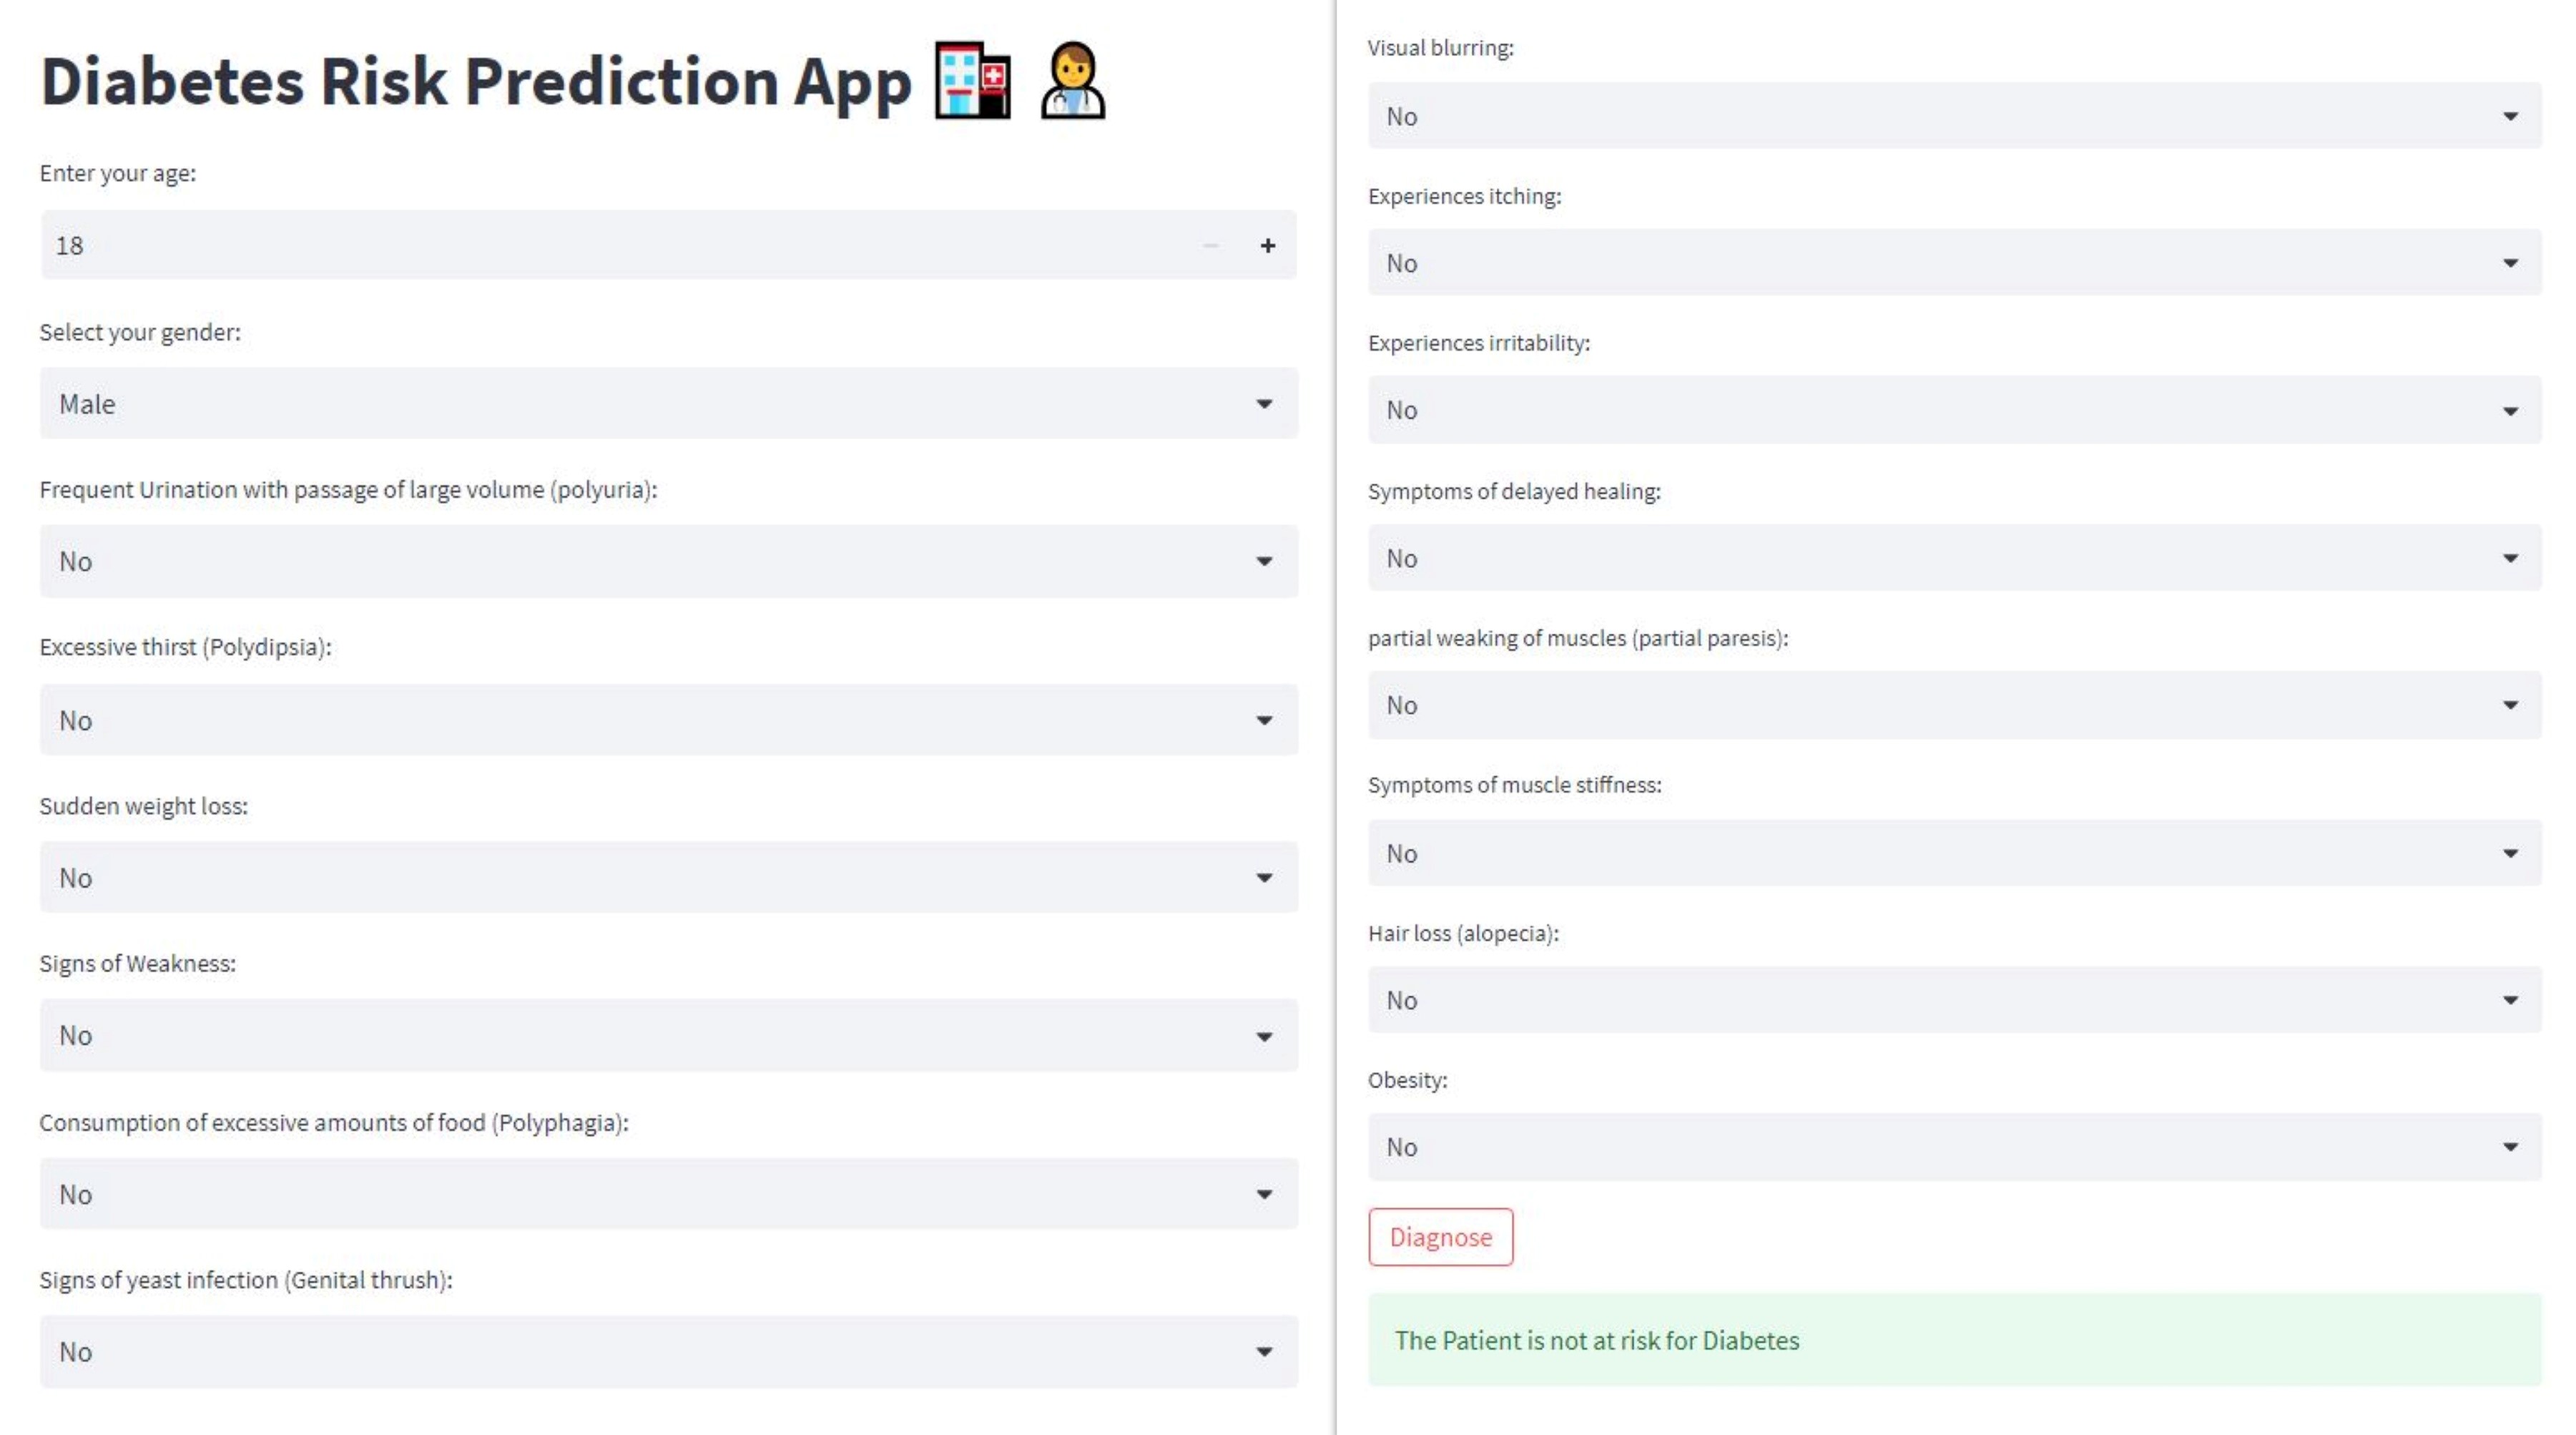 Diabetes Risk Prediction App
Enter your age:
18
Select your gender:
Male
Frequent Urination with passage of large volume (polyuria):
No
Excessive thirst (Polydipsia):
No
Sudden weight loss:
No
Signs of Weakness:
No
Consumption of excessive amounts of food (Polyphagia):
No
Signs of yeast infection (Genital thrush):
No
Visual blurring:
No
Experiences itching:
No
Experiences irritability:
No
Symptoms of delayed healing:
No
partial weaking of muscles (partial paresis):
No
Symptoms of muscle stiffness:
No
Hair loss (alopecia):
No
Obesity:
No
Diagnose
The Patient is not at risk for Diabetes